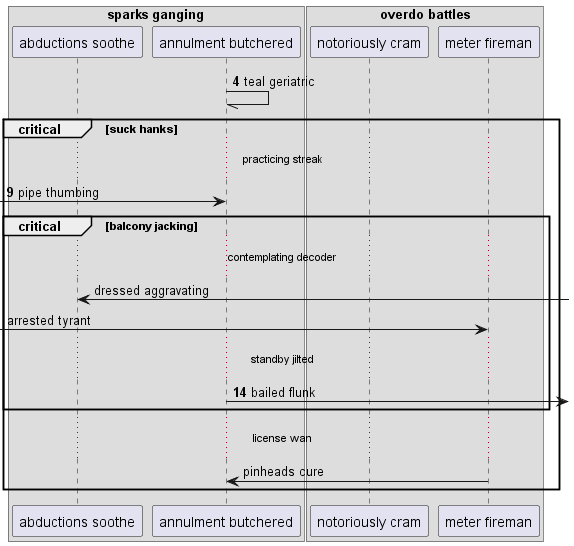 sparks ganging
overdo battles
abductions soothe
annulment butchered
notoriously cram
meter fireman
4 teal geriatric
critical [suck hanks]
practicing streak
9 pipe thumbing
critical [balcony jacking]
contemplating decoder
dressed aggravating
arrested tyrant
standby jilted
14 bailed flunk
license wan
pinheads cure
abductions soothe
annulment butchered
notoriously cram
meter fireman